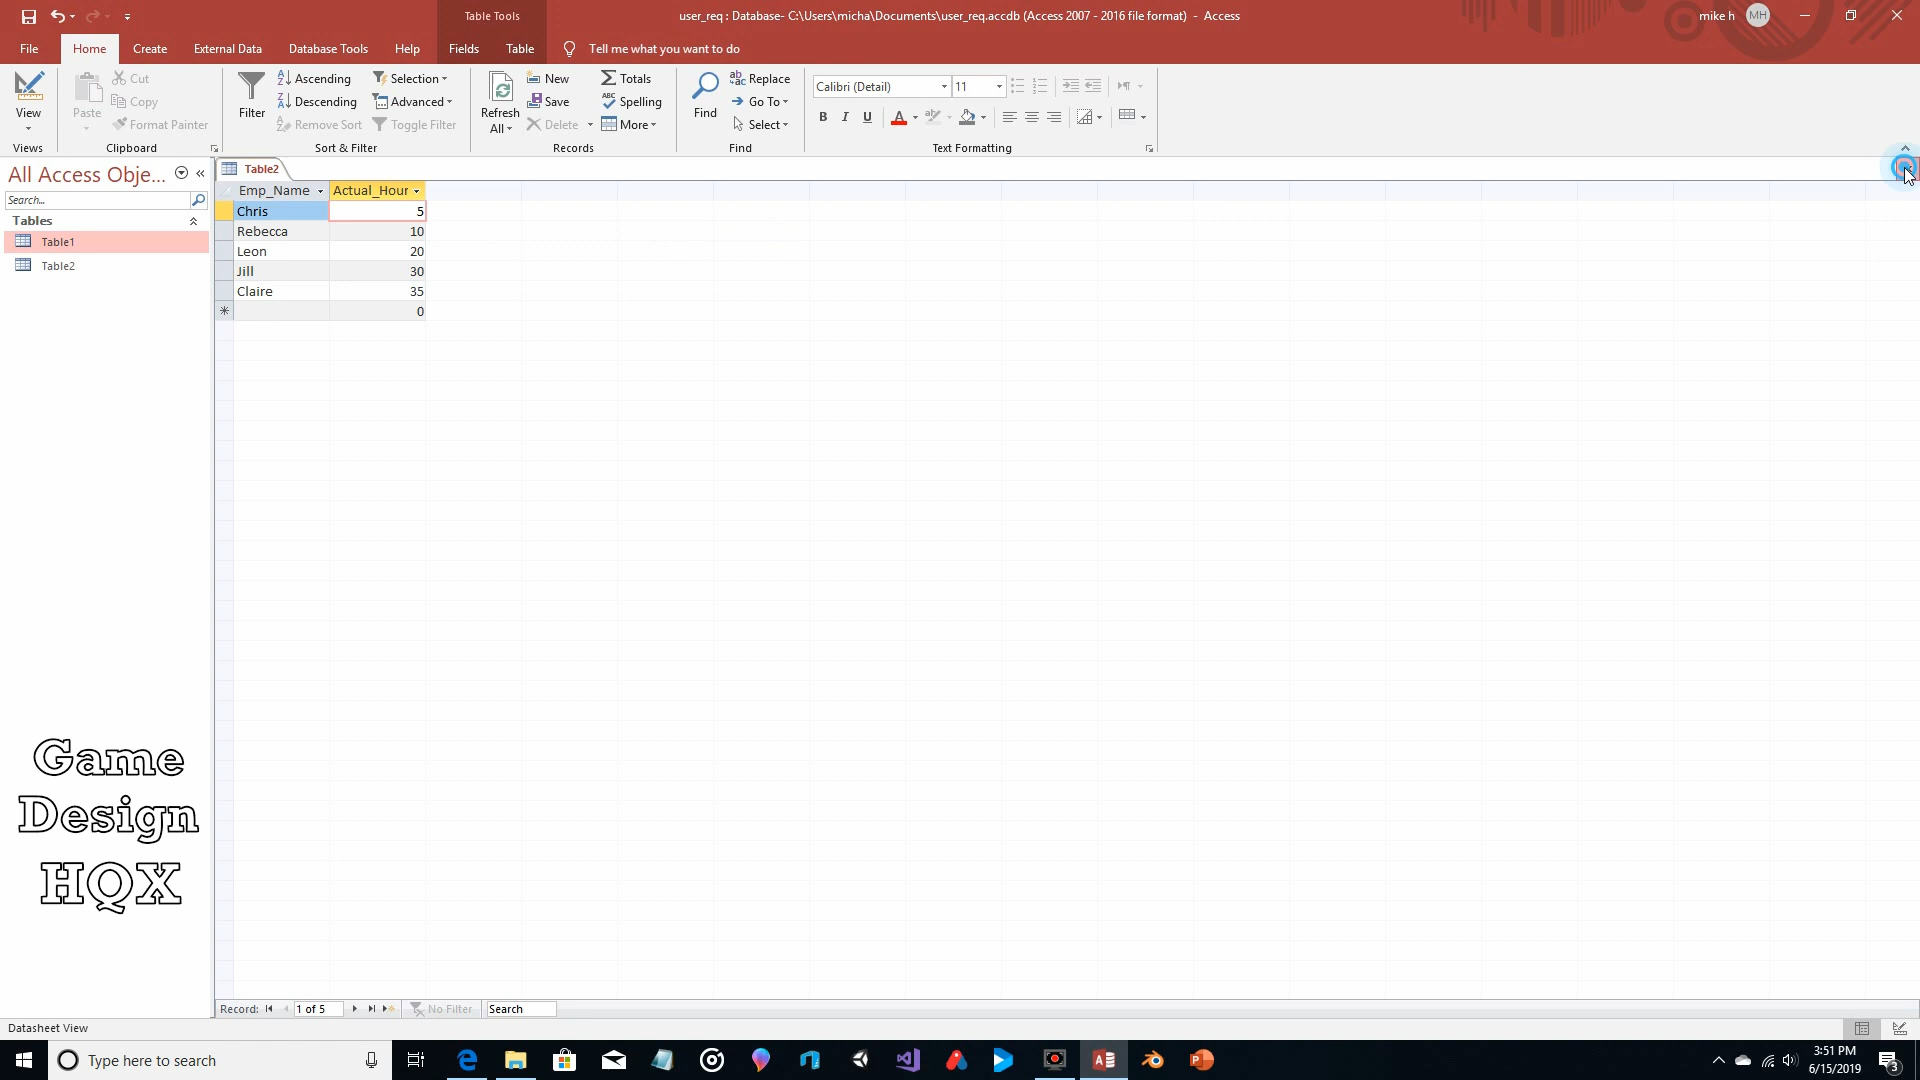 Table Tools
user_req : Database- C:\Users\micha\Documents\user_req.accdb (Access 2007 - 2016 file format)  -  Access
mike h
MH
File
Home
Create
External Data
Database Tools
Help
Fields
Table
Tell me what you want to do
View
Paste
Cut
Copy
Format Painter
Filter
Ascending
Descending
Remove Sort
Selection
Advanced
Toggle Filter
Refresh
All
New
Save
Delete
Totals
Spelling
More
Find
Replace
Go To
Select
Calibri (Detail)
11
B I U
Views
Clipboard
Sort & Filter
Records
Find
Text Formatting
All Access Obje...
Search...
Tables
Table1
Table2
Table2
Emp_Name Actual_Hour
Chris 5
Rebecca 10
Leon 20
Jill 30
Claire 35
0
Game
Design
HQX
Record:
1 of 5
No Filter
Search
Datasheet View
Type here to search
3:51 PM
6/15/2019
3